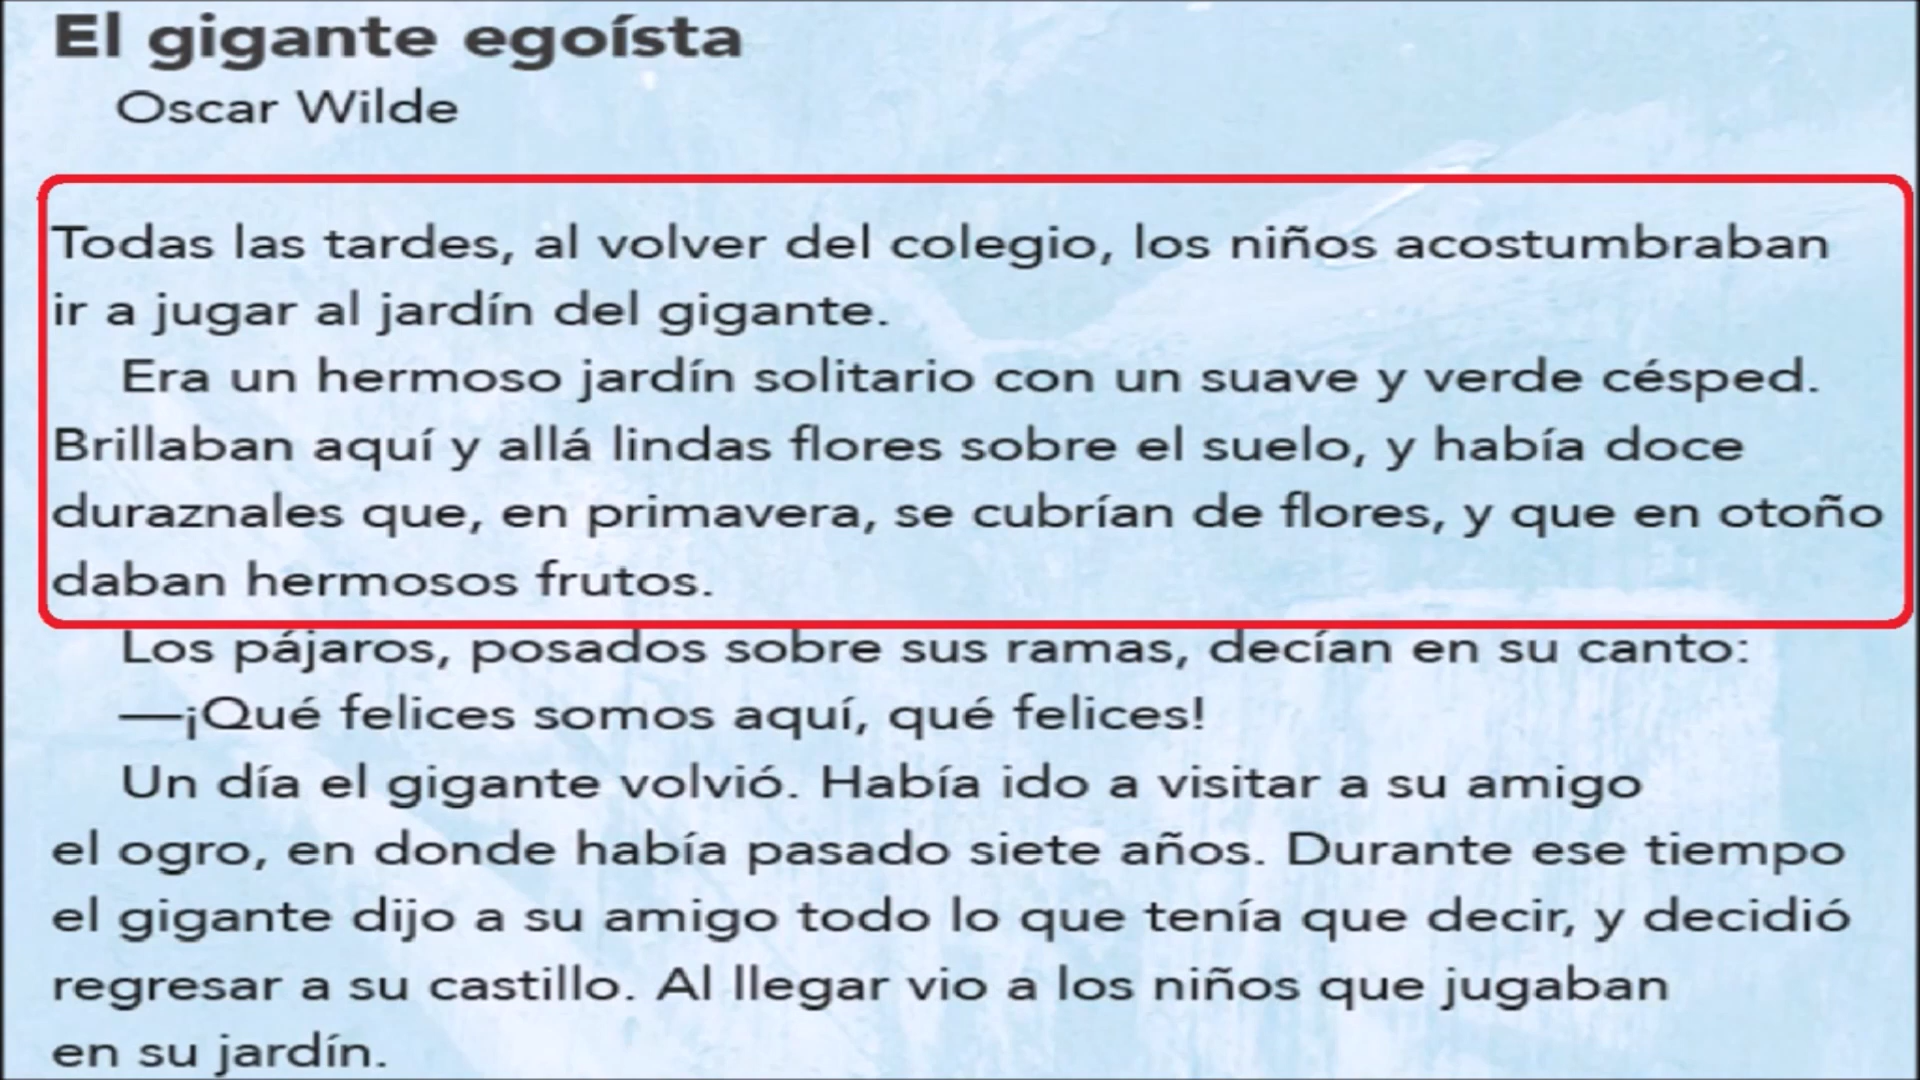 El gigante egoísta
Oscar Wilde
Todas las tardes, al volver del colegio, los niños acostumbraban
ir a jugar al jardín del gigante.
Era un hermoso jardín solitario con un suave y verde césped.
Brillaban aquí y allá lindas flores sobre el suelo, y había doce
duraznales que, en primavera, se cubrían de flores, y que en otoño
daban hermosos frutos.
Los pájaros, posados sobre sus ramas, decían en su canto:
—¡Qué felices somos aquí, qué felices!
Un día el gigante volvió. Había ido a visitar a su amigo
el ogro, en donde había pasado siete años. Durante ese tiempo
el gigante dijo a su amigo todo lo que tenía que decir, y decidió
regresar a su castillo. Al llegar vio a los niños que jugaban
en su jardín.